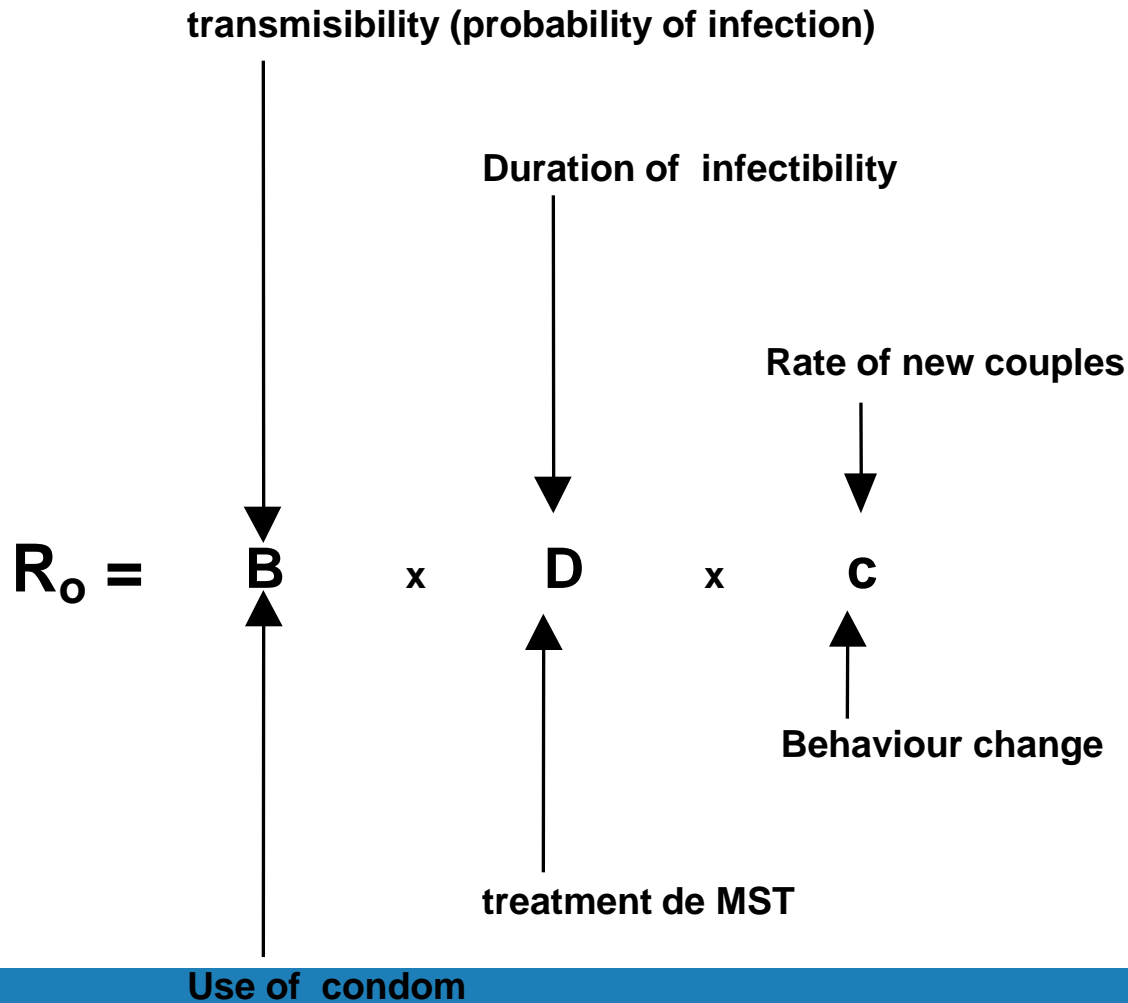 transmisibility (probability of infection)
Duration of infectibility
Rate of new couples
Rₒ = B x D x c
Behaviour change
treatment de MST
Use of condom